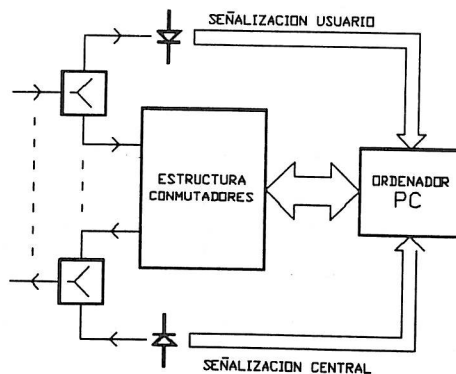 SEÑALIZACION USUARIO
ESTRUCTURA
CONMUTADORES
ORDENADOR
PC
SEÑALIZACION CENTRAL